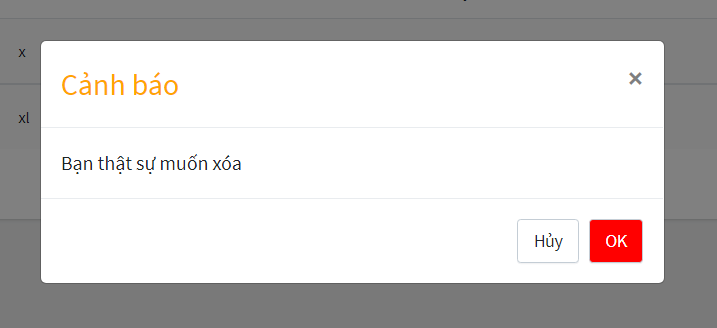 x
Cảnh báo
×
xl
Bạn thật sự muốn xóa
Hủy
OK